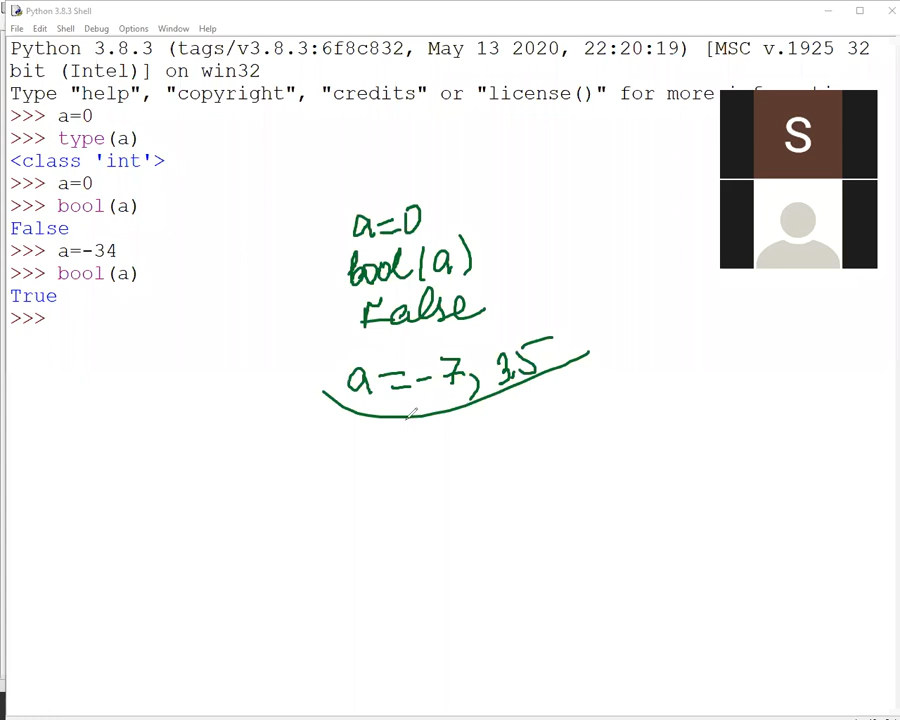 Python 3.8.3 Shell
File Edit Shell Debug Options Window Help
Python 3.8.3 (tags/v3.8.3:6f8c832, May 13 2020, 22:20:19) [MSC v.1925 32
bit (Intel)] on win32
Type "help", "copyright", "credits" or "license()" for more
>>> a=0
>>> type(a)
<class 'int'>
>>> a=0
>>> bool(a)
False
>>> a=-34
>>> bool(a)
True
>>>
S
a=0
bool(a)
False
a=-7, 35